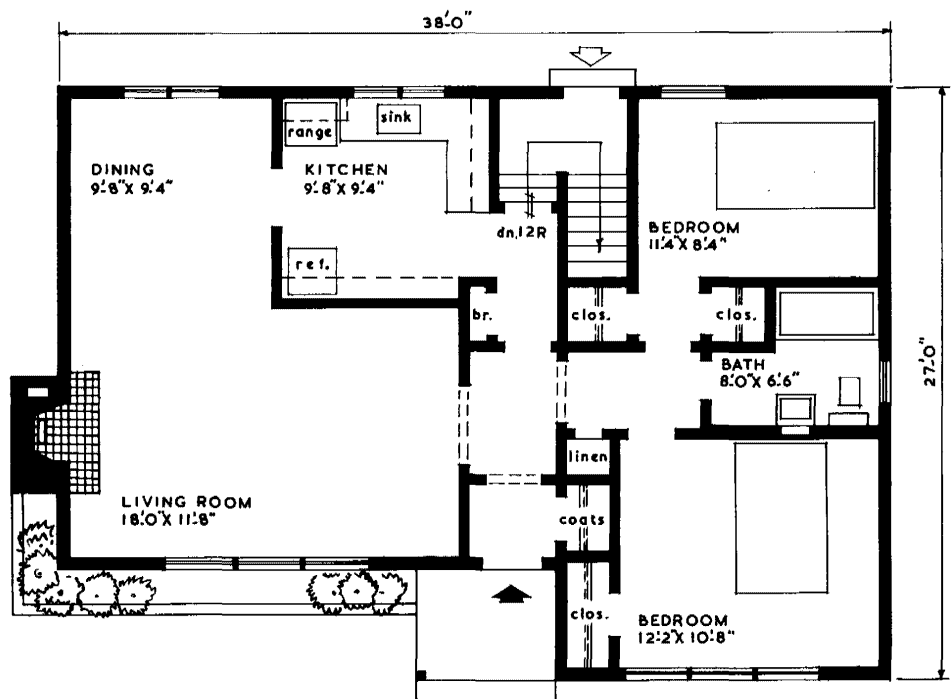 38'-0"
range
sink
DINING
9'-8" X 9'-4"
KITCHEN
9'-8" X 9'-4"
dn,12R
BEDROOM
11'-4" X 8'-4"
ref.
br.
clos.
clos.
BATH
8'-0" X 6'-6"
27'-0"
linen
LIVING ROOM
18'-0" X 11'-8"
coats
clos.
BEDROOM
12'-2" X 10'-8"